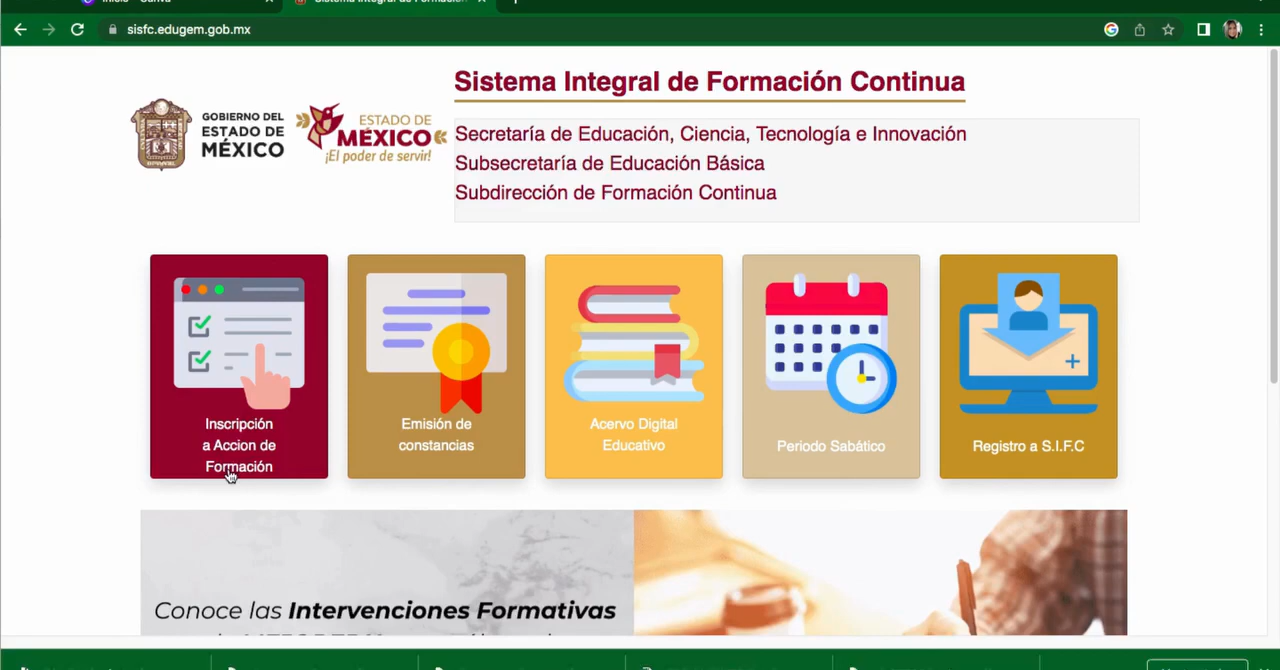 sisfc.edugem.gob.mx
Sistema Integral de Formación Continua
GOBIERNO DEL
ESTADO DE
MÉXICO
ESTADO DE
MÉXICO
¡El poder de servir!
Secretaría de Educación, Ciencia, Tecnología e Innovación
Subsecretaría de Educación Básica
Subdirección de Formación Continua
Inscripción
a Accion de
Formación
Emisión de
constancias
Acervo Digital
Educativo
Periodo Sabático
Registro a S.I.F.C
Conoce las Intervenciones Formativas